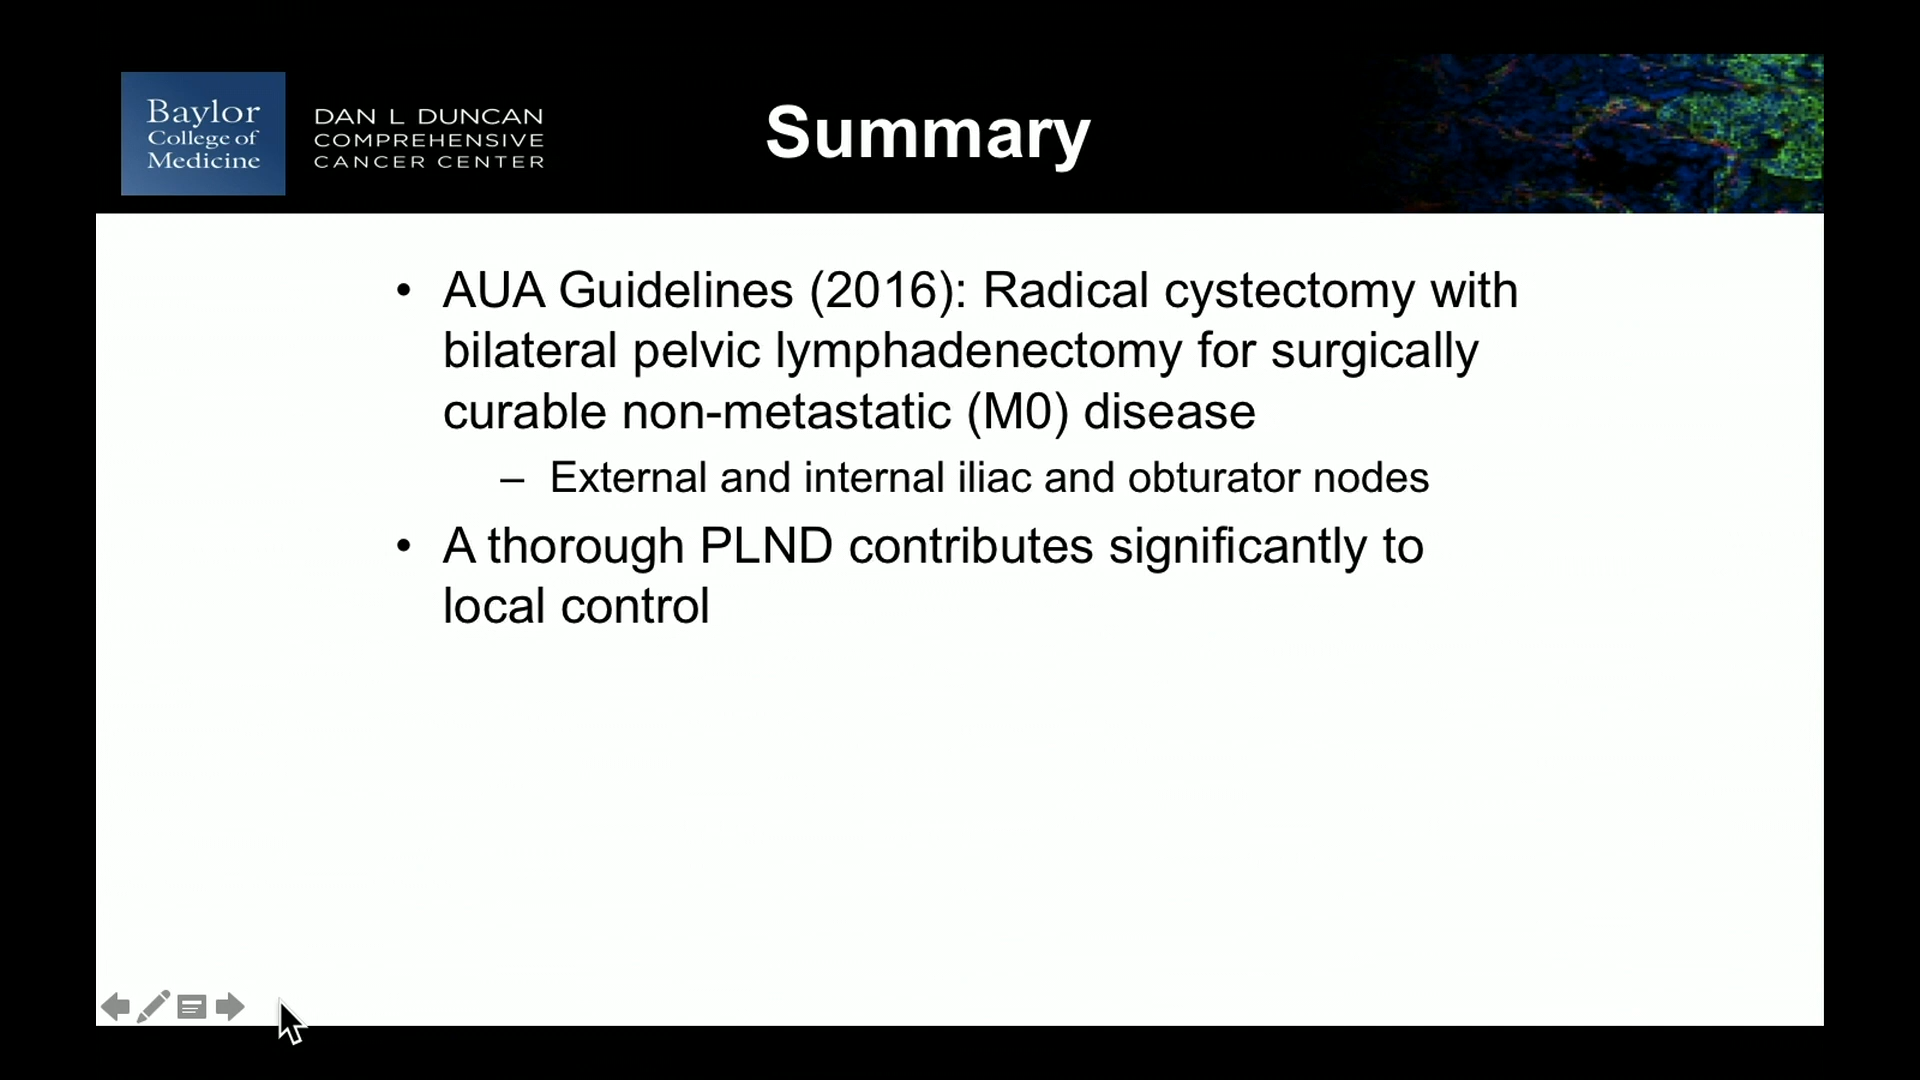 Baylor
College of
Medicine
DAN L DUNCAN
COMPREHENSIVE
CANCER CENTER
Summary
• AUA Guidelines (2016): Radical cystectomy with
bilateral pelvic lymphadenectomy for surgically
curable non-metastatic (M0) disease
– External and internal iliac and obturator nodes
• A thorough PLND contributes significantly to
local control